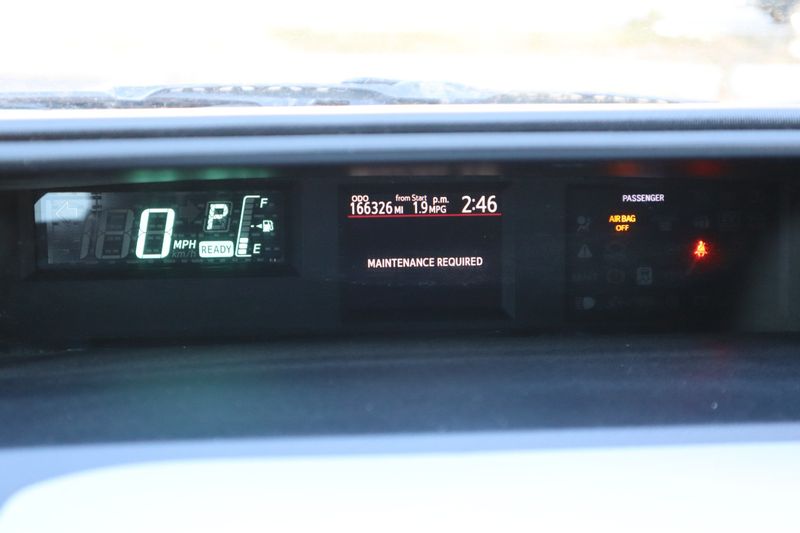 0 MPH
km/h
P
READY
F
E
ODO from Start p.m. 2:46
166326 MI 1.9 MPG
MAINTENANCE REQUIRED
PASSENGER
AIR BAG
OFF